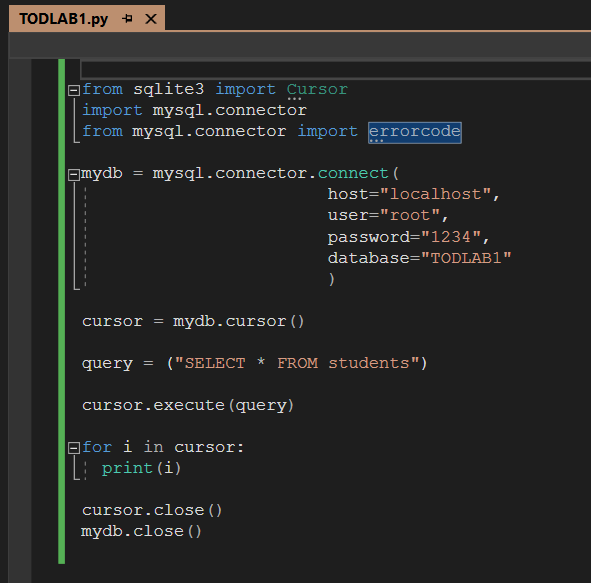 TODLAB1.py
from sqlite3 import Cursor
import mysql.connector
from mysql.connector import errorcode
mydb = mysql.connector.connect(
host="localhost",
user="root",
password="1234",
database="TODLAB1"
)
cursor = mydb.cursor()
query = ("SELECT * FROM students")
cursor.execute(query)
for i in cursor:
print(i)
cursor.close()
mydb.close()